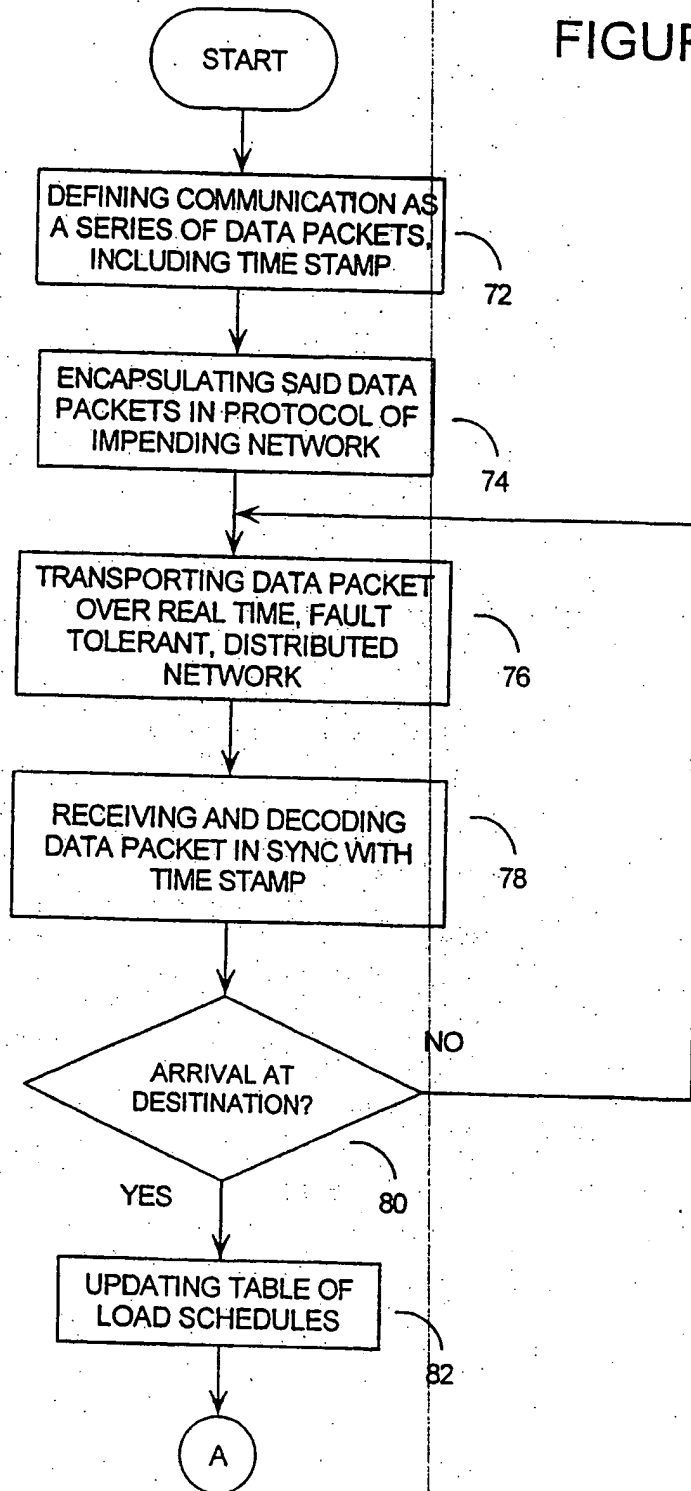 FIGUR
START
DEFINING COMMUNICATION AS
A SERIES OF DATA PACKETS,
INCLUDING TIME STAMP
72
ENCAPSULATING SAID DATA
PACKETS IN PROTOCOL OF
IMPENDING NETWORK
74
TRANSPORTING DATA PACKET
OVER REAL TIME, FAULT
TOLERANT, DISTRIBUTED
NETWORK
76
RECEIVING AND DECODING
DATA PACKET IN SYNC WITH
TIME STAMP
78
NO
ARRIVAL AT
DESITINATION?
80
YES
UPDATING TABLE OF
LOAD SCHEDULES
82
A